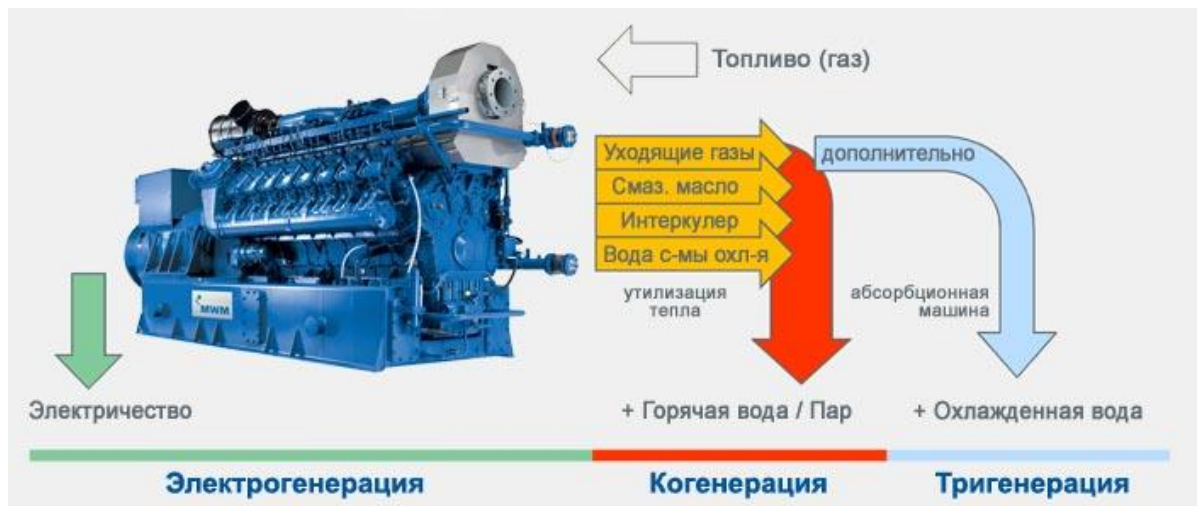 Топливо (газ)
Уходящие газы
дополнительно
Смаз. масло
Интеркулер
Вода с-мы охл-я
утилизация
тепла
абсорбционная
машина
MWM
Электричество
+ Горячая вода / Пар
+ Охлажденная вода
Электрогенерация
Когенерация
Тригенерация